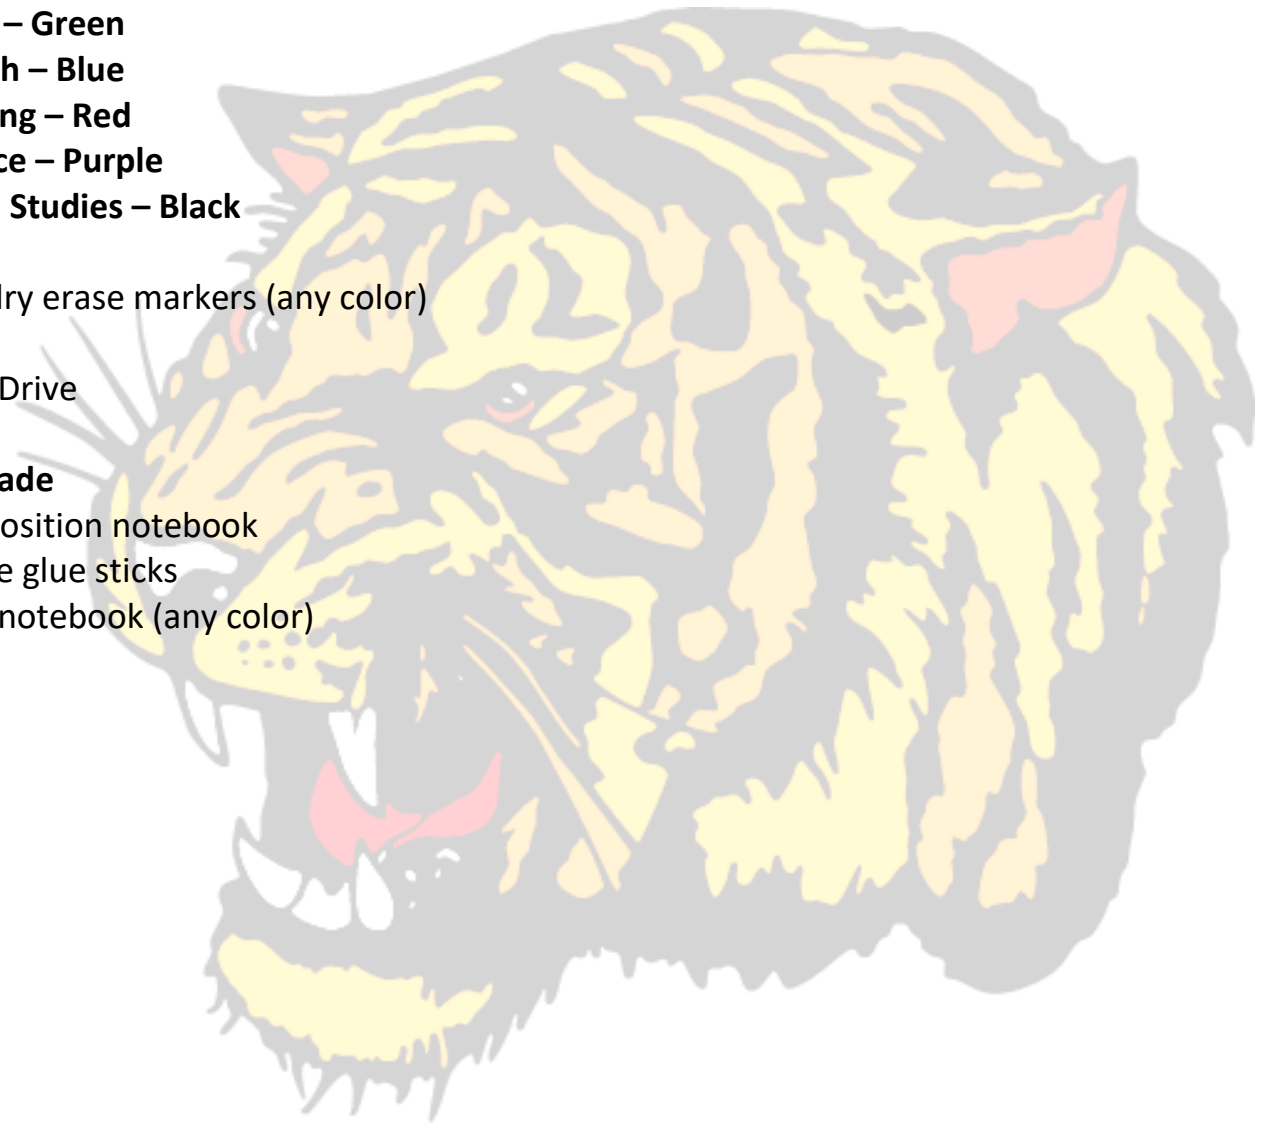 – Green
h – Blue
ng – Red
ce – Purple
Studies – Black
dry erase markers (any color)
Drive
ade
osition notebook
e glue sticks
notebook (any color)